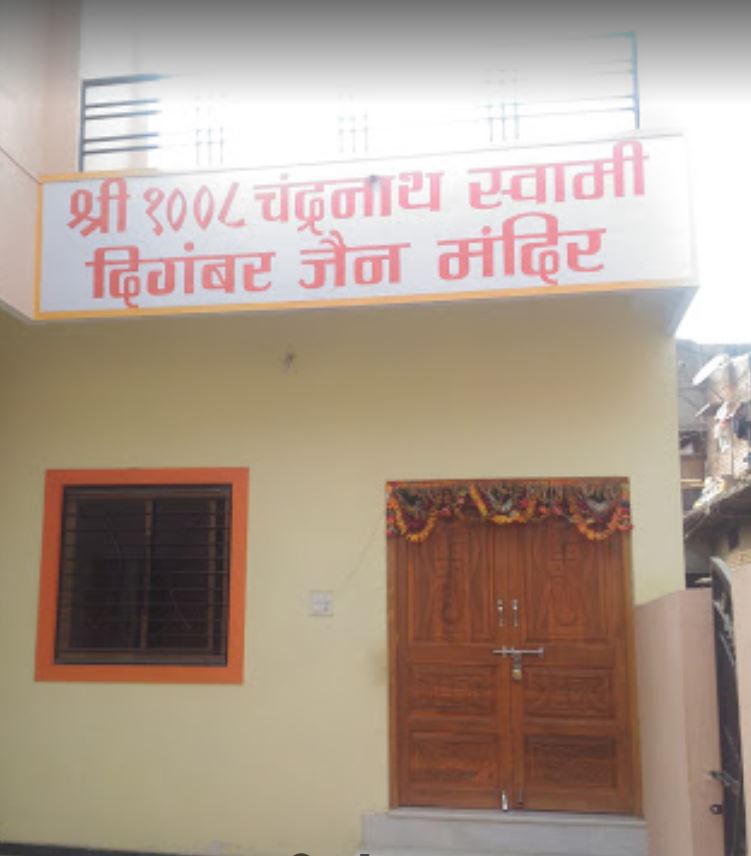 श्री १००८ चंद्रनाथ स्वामी
दिगंबर जैन मंदिर